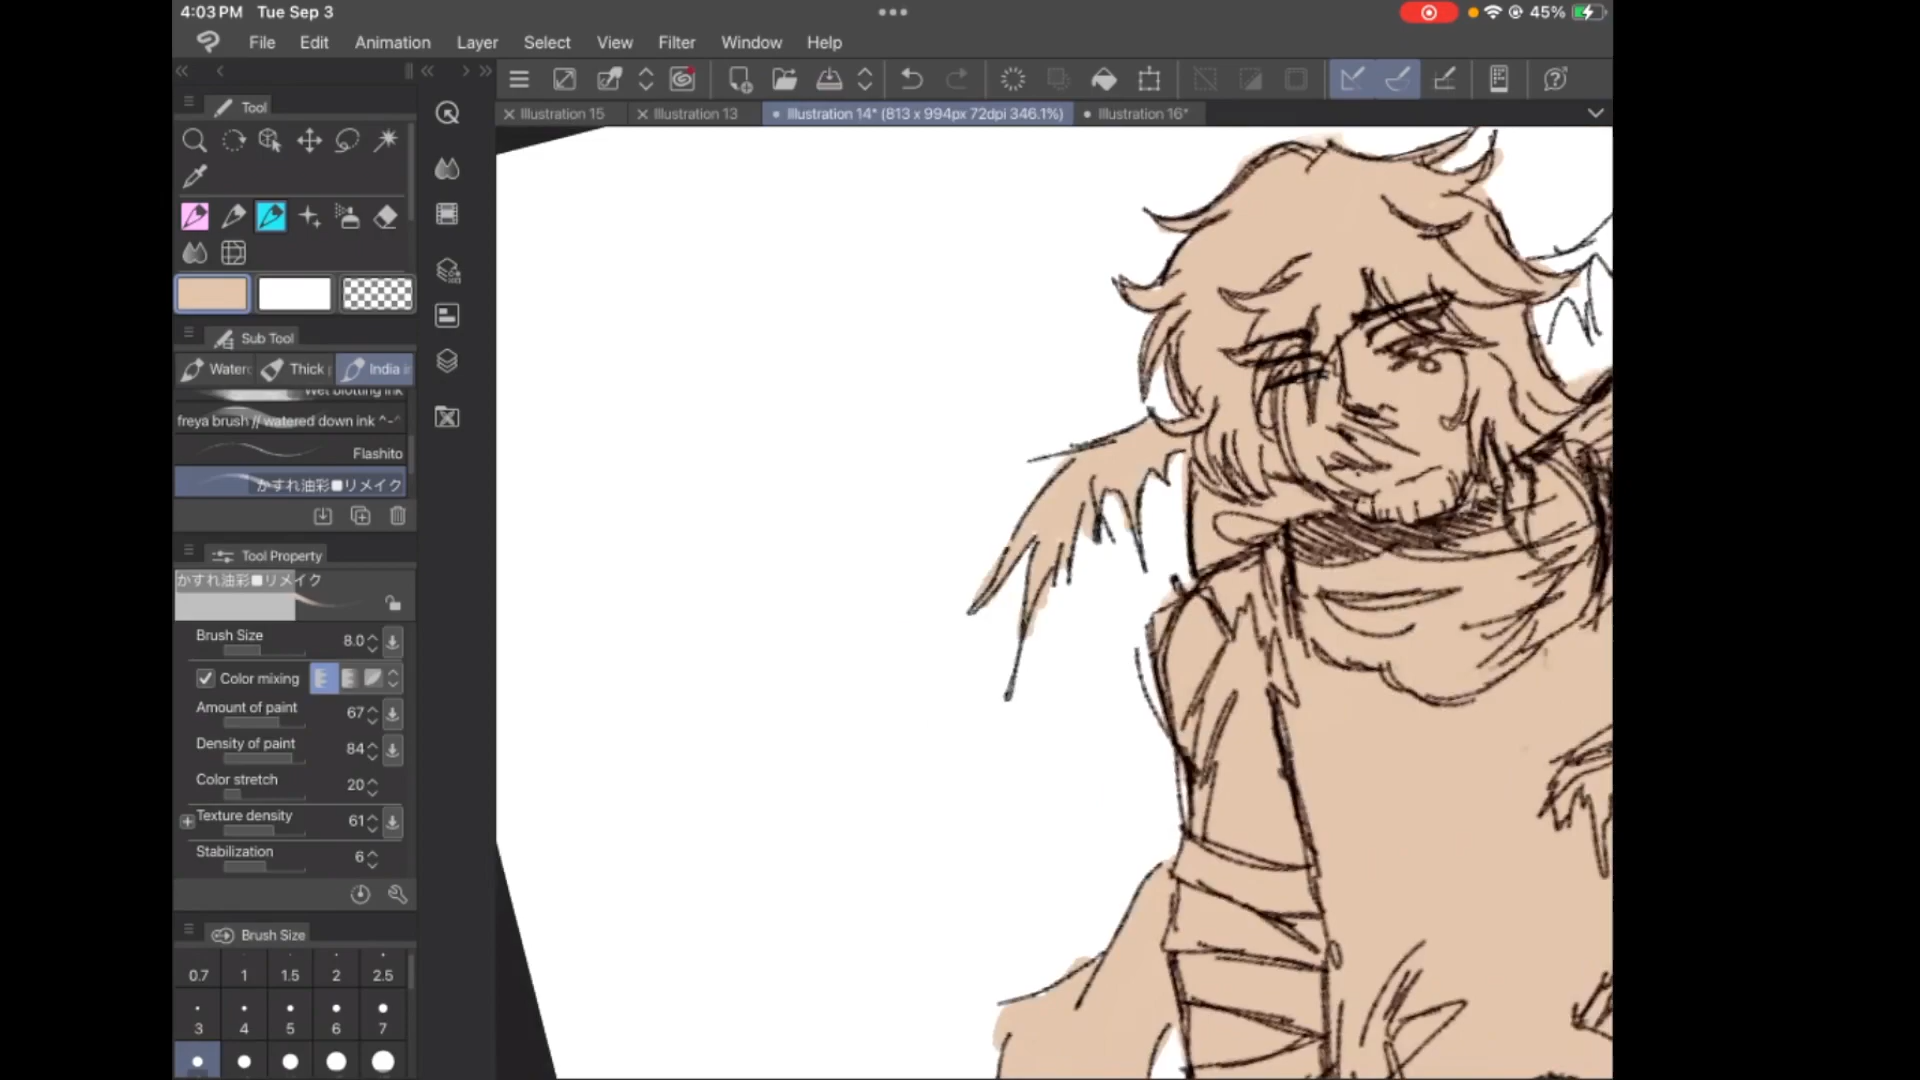 4:03 PM Tue Sep 3
45%
File Edit Animation Layer Select View Filter Window Help
Tool
Illustration 15
Illustration 13
Illustration 14* (813 x 994px 72dpi 346.1%)
Illustration 16*
Sub Tool
Waterc Thick India in
Wet blotting ink
freya brush // watered down ink ^-^
Flashito
かすれ油彩■リメイク
Tool Property
かすれ油彩■リメイク
Brush Size 8.0
Color mixing
Amount of paint 67
Density of paint 84
Color stretch 20
Texture density 61
Stabilization 6
Brush Size
0.7 1 1.5 2 2.5
3 4 5 6 7